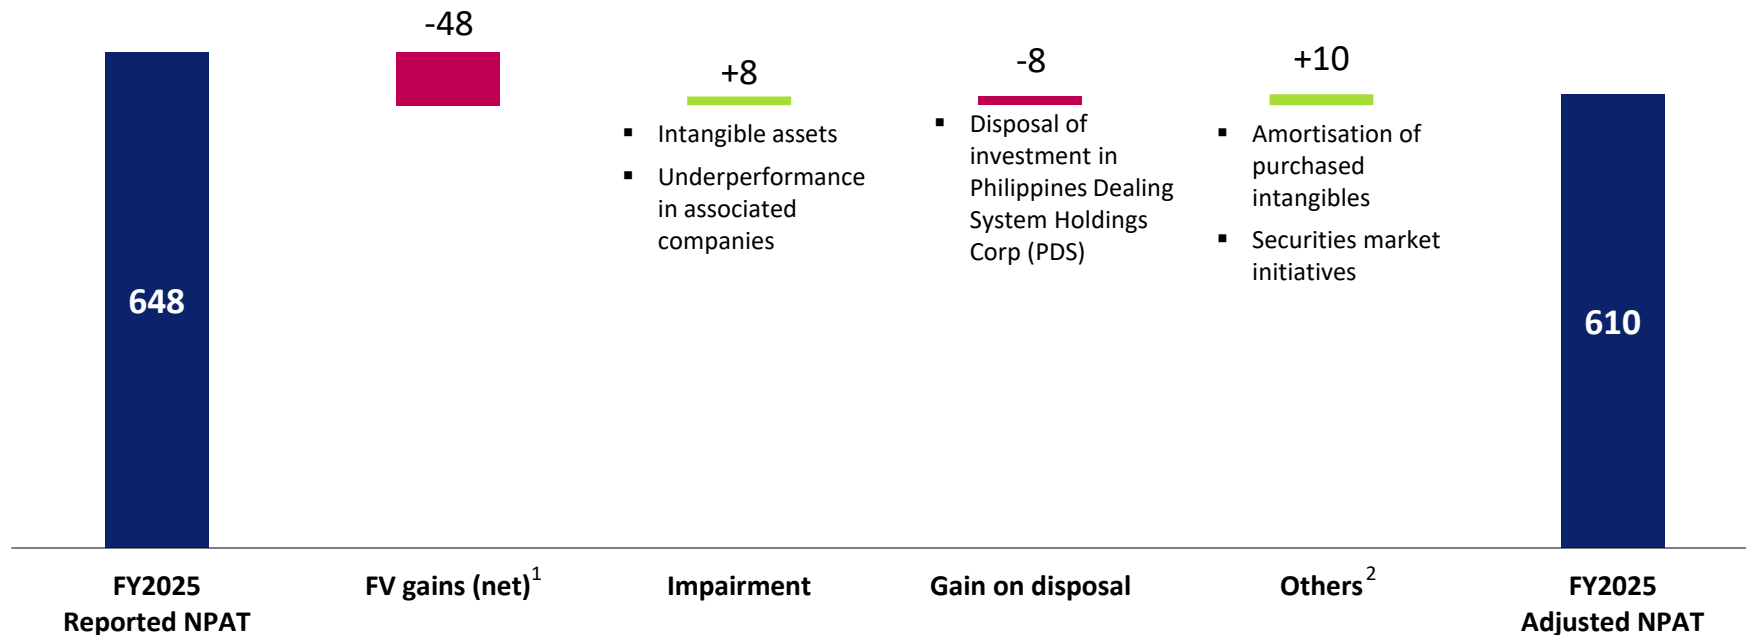 -48
+8
-8
+10
▪ Intangible assets
▪ Underperformance
in associated
companies
▪ Disposal of
investment in
Philippines Dealing
System Holdings
Corp (PDS)
▪ Amortisation of
purchased
intangibles
▪ Securities market
initiatives
648
610
FY2025
Reported NPAT
FV gains (net)1
Impairment
Gain on disposal
Others2
FY2025
Adjusted NPAT